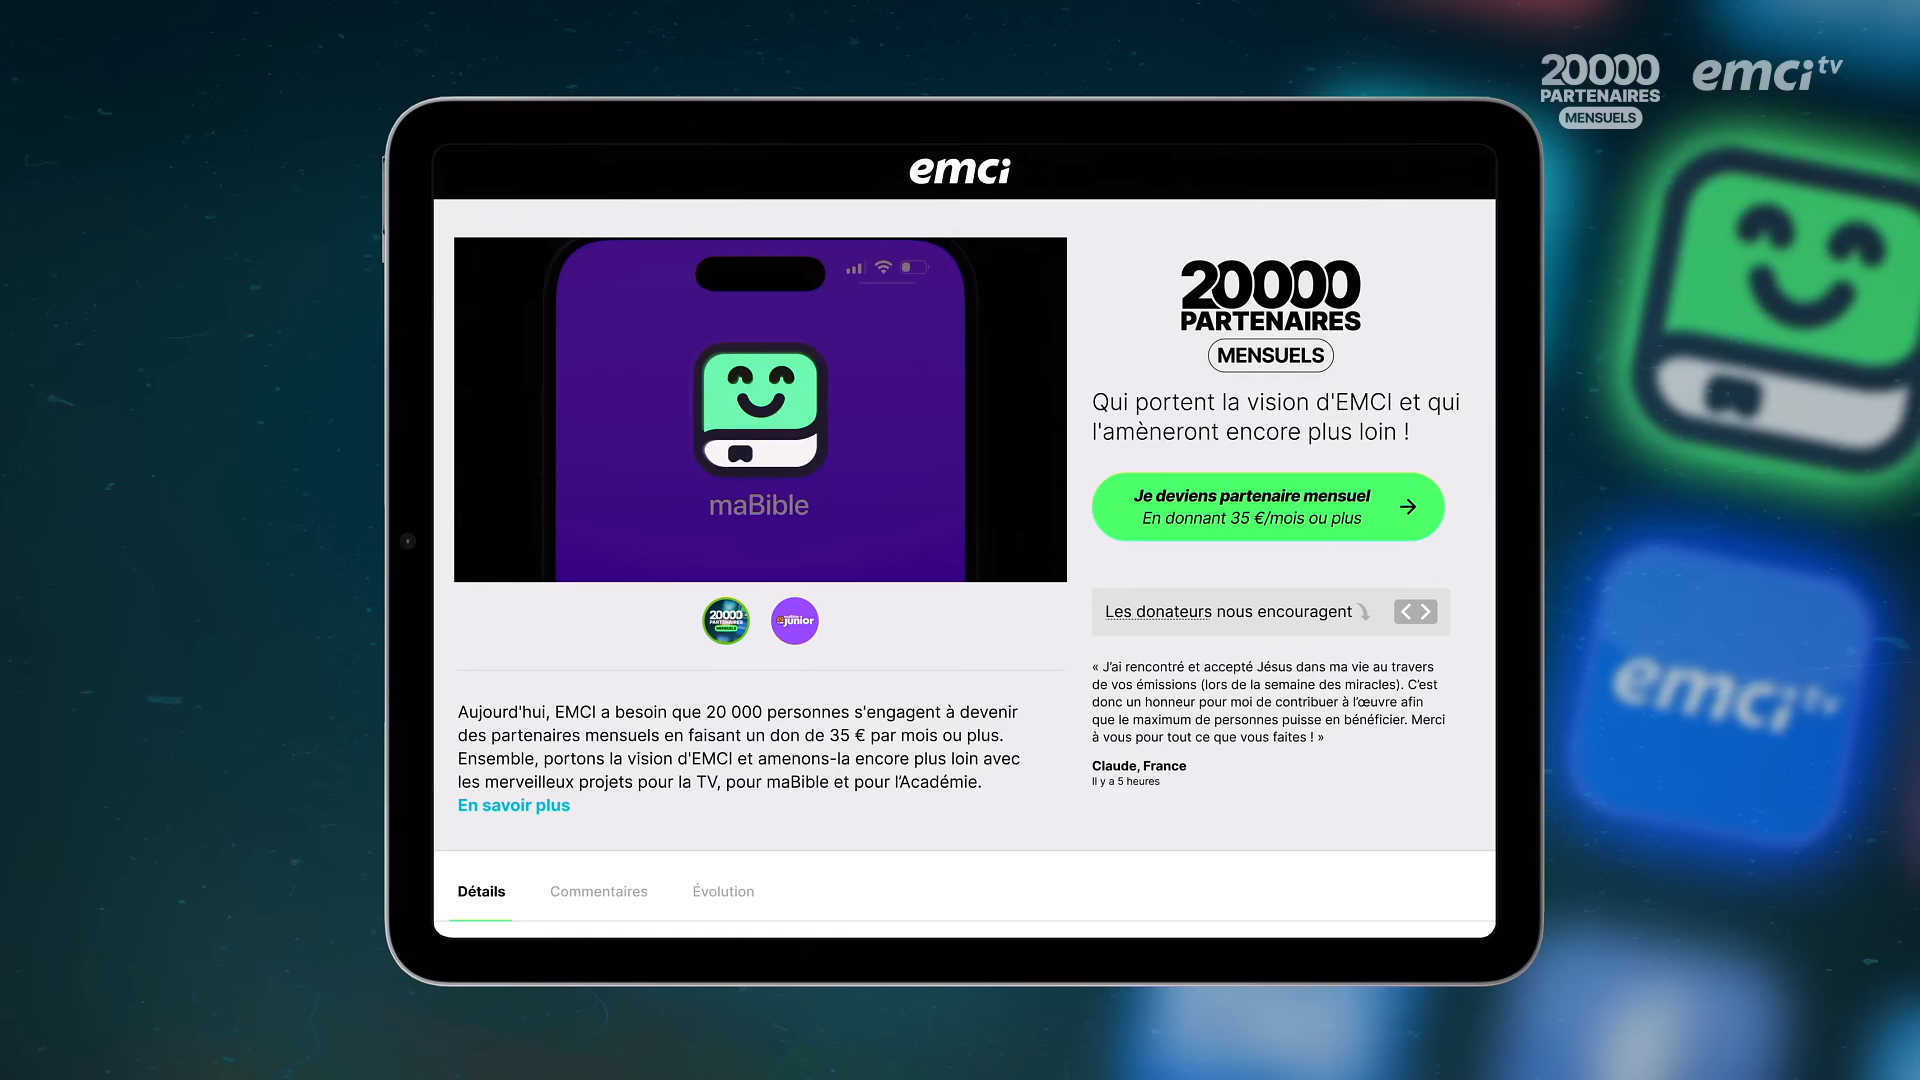 20000
PARTENAIRES
MENSUELS
emci tv
emci
maBible
20000
PARTENAIRES
MENSUELS
junior
Aujourd'hui, EMCI a besoin que 20 000 personnes s'engagent à devenir
des partenaires mensuels en faisant un don de 35 € par mois ou plus.
Ensemble, portons la vision d'EMCI et amenons-la encore plus loin avec
les merveilleux projets pour la TV, pour maBible et pour l’Académie.
En savoir plus
20000
PARTENAIRES
MENSUELS
Qui portent la vision d'EMCI et qui
l'amèneront encore plus loin !
Je deviens partenaire mensuel
En donnant 35 €/mois ou plus
Les donateurs nous encouragent
« J’ai rencontré et accepté Jésus dans ma vie au travers
de vos émissions (lors de la semaine des miracles). C’est
donc un honneur pour moi de contribuer à l’œuvre afin
que le maximum de personnes puisse en bénéficier. Merci
à vous pour tout ce que vous faites ! »
Claude, France
Il y a 5 heures
Détails Commentaires Évolution
emci tv